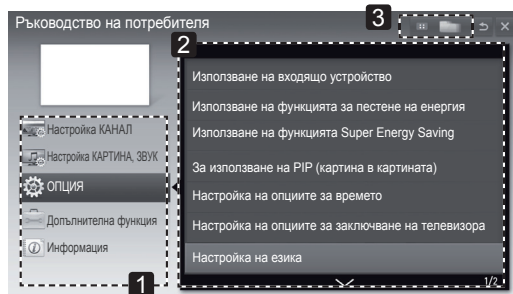 Ръководство на потребителя
3
2
Настройка КАНАЛ
Настройка КАРТИНА, ЗВУК
ОПЦИЯ
Допълнителна функция
Информация
1
Използване на входящо устройство
Използване на функцията за пестене на енергия
Използване на функцията Super Energy Saving
За използване на PIP (картина в картината)
Настройка на опциите за времето
Настройка на опциите за заключване на телевизора
Настройка на езика
1/2